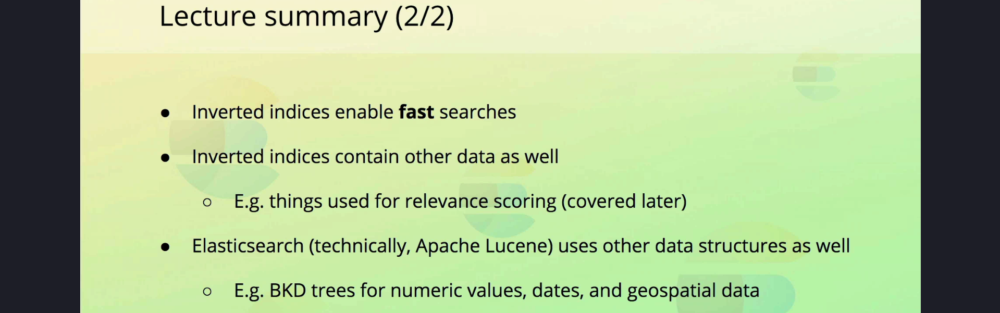 Lecture summary (2/2)
● Inverted indices enable fast searches
● Inverted indices contain other data as well
○ E.g. things used for relevance scoring (covered later)
● Elasticsearch (technically, Apache Lucene) uses other data structures as well
○ E.g. BKD trees for numeric values, dates, and geospatial data